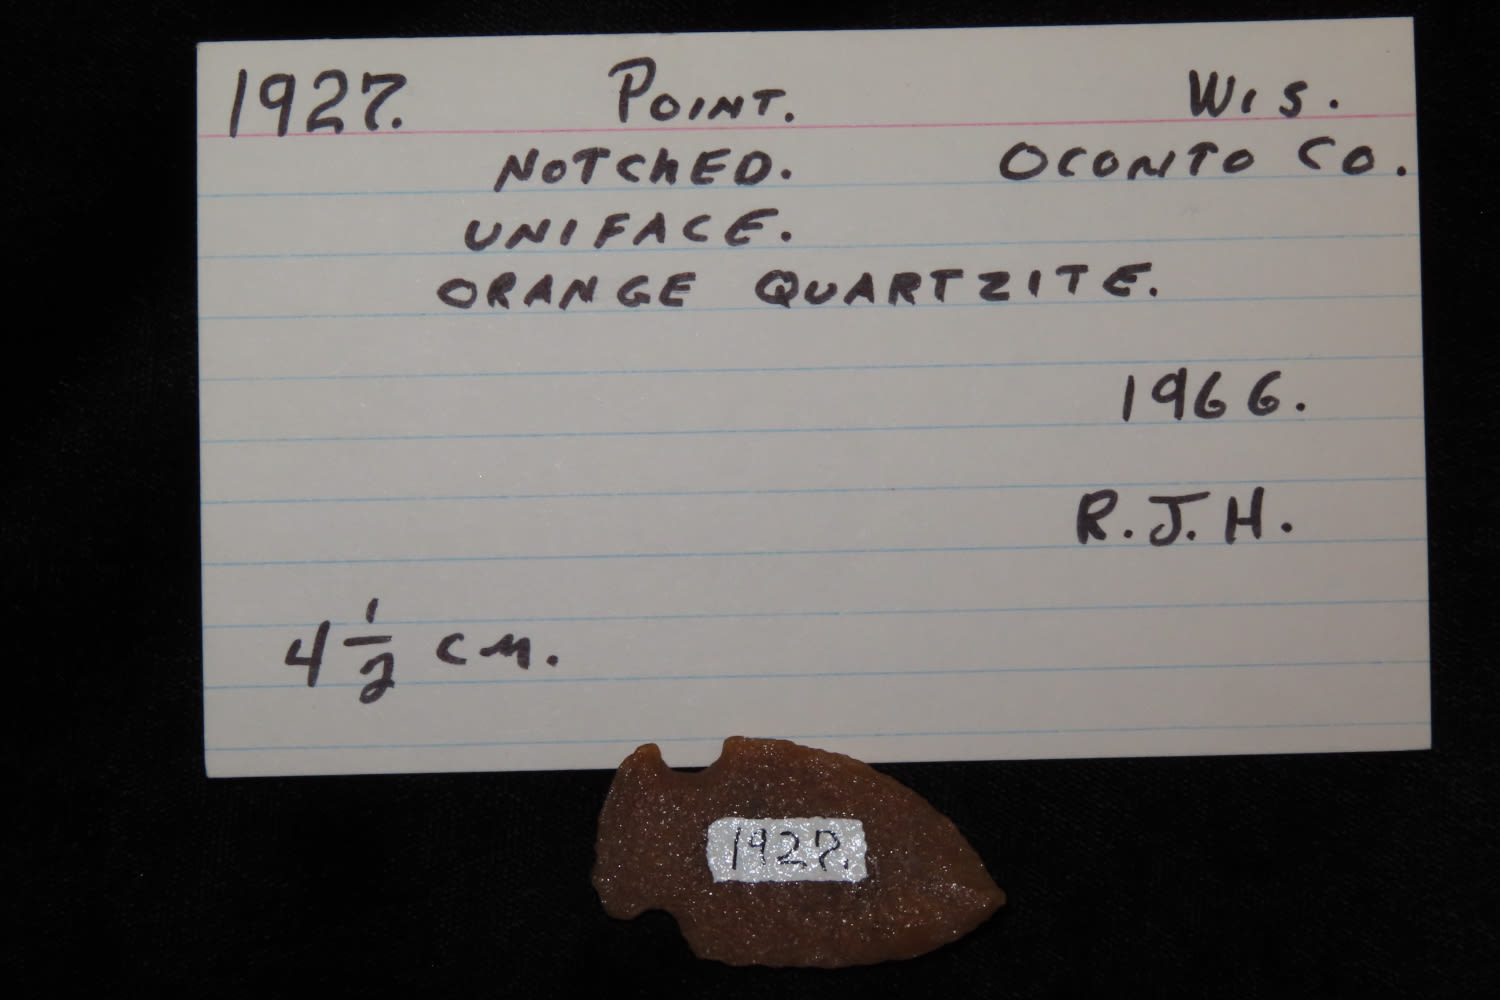 1927. POINT. WIS.
NOTCHED. OCONTO CO.
UNIFACE.
ORANGE QUARTZITE.
1966.
R.J.H.
4 1/2 CM.
1927.